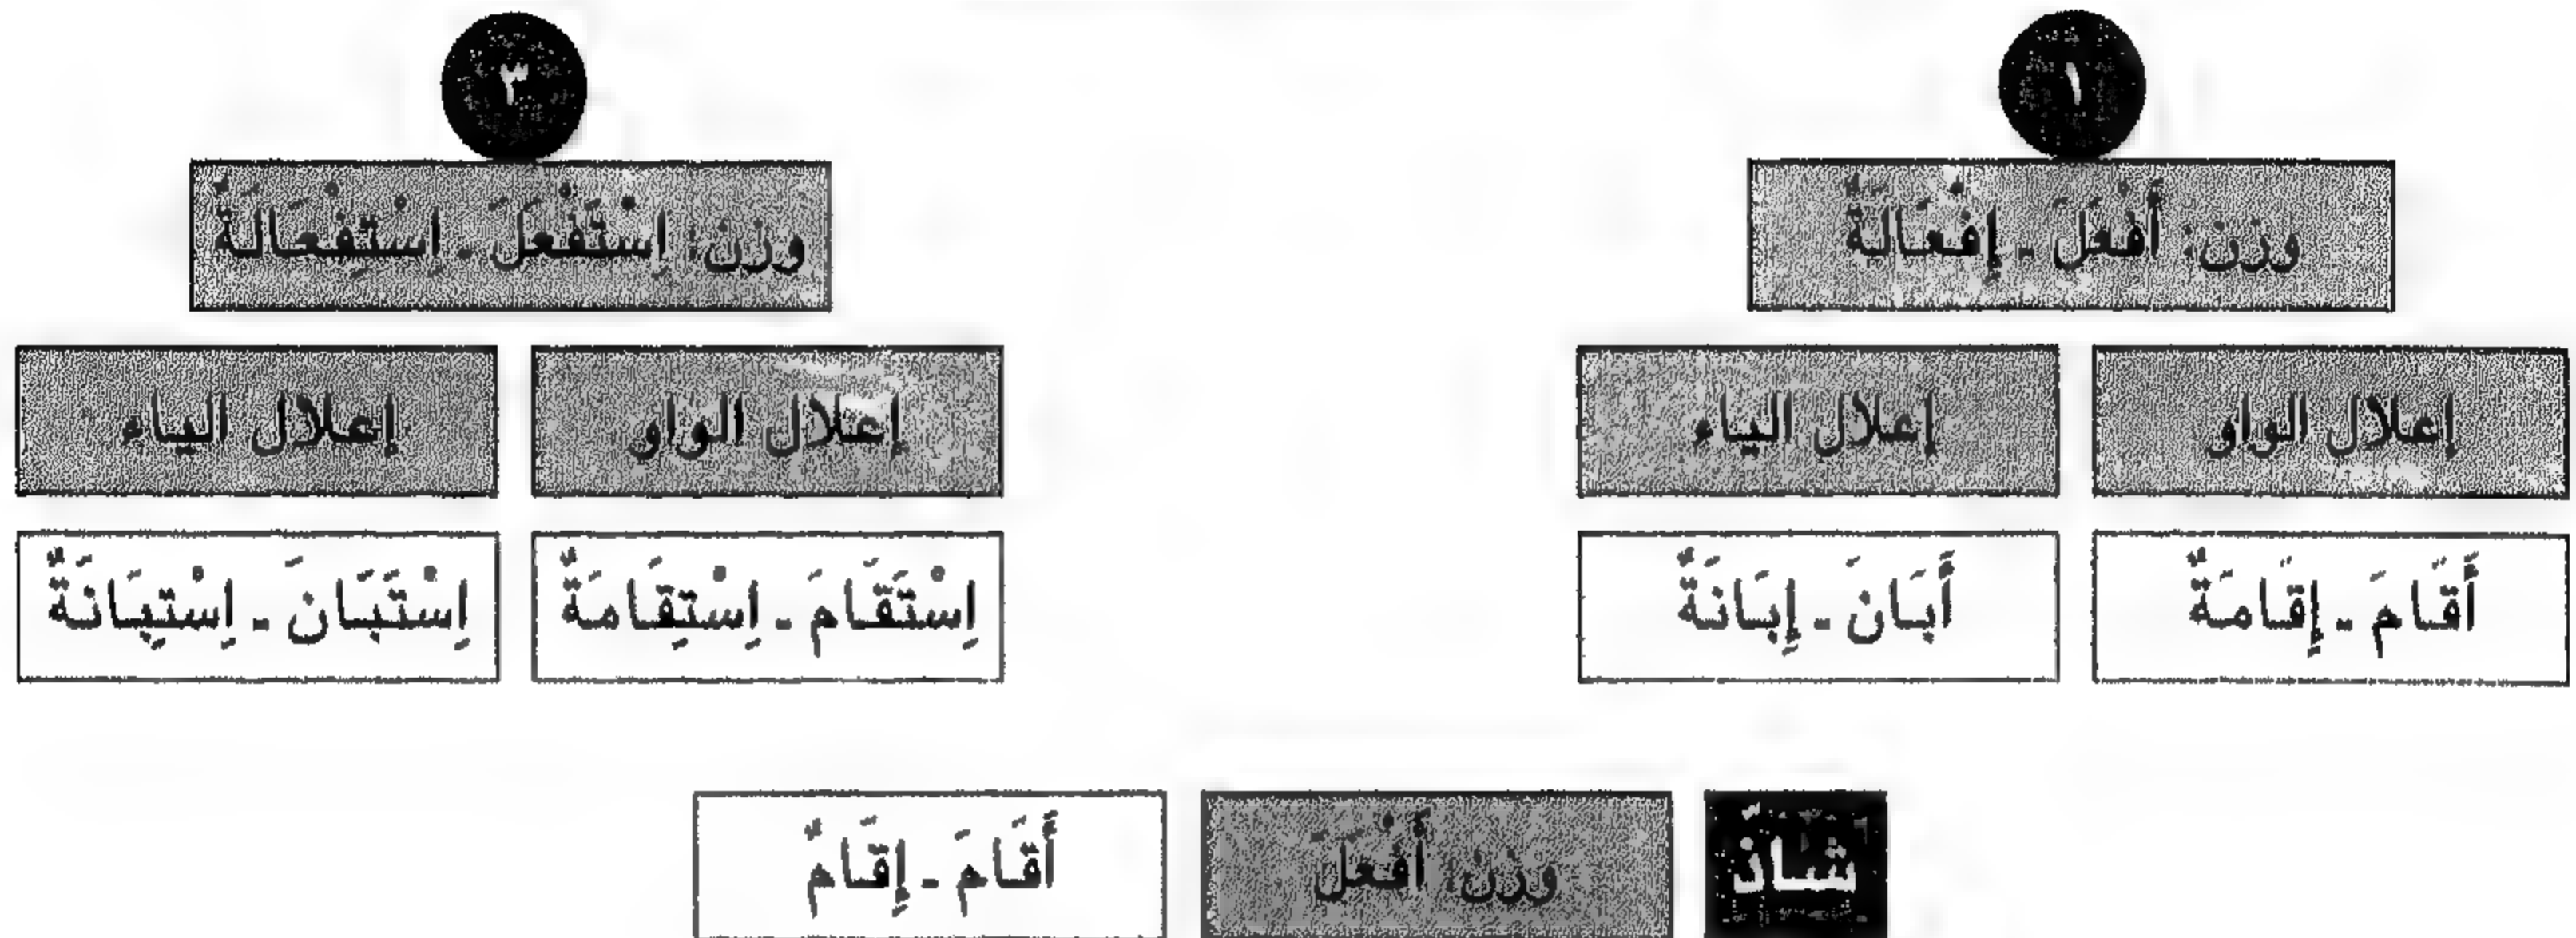 ١
٣
وزن: أَفْعَلَ - إِفْعَالَةٌ
وزن: اِسْتَفْعَلَ - اِسْتِفْعَالَةٌ
إعلال الواو
إعلال الياء
إعلال الواو
إعلال الياء
أَقَامَ - إِقَامَةٌ
أَبَانَ - إِبَانَةٌ
اِسْتَقَامَ - اِسْتِقَامَةٌ
اِسْتَبَانَ - اِسْتِبَانَةٌ
شاذّ
وزن: أَفْعَلَ
أَقَامَ - إِقَامٌ